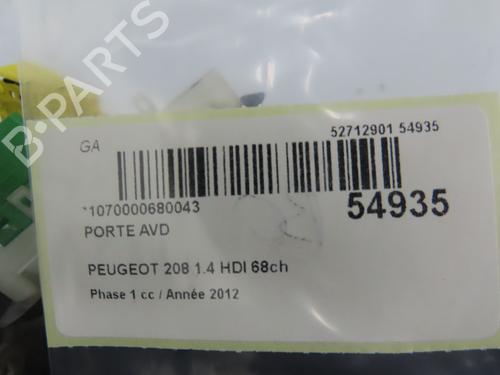 B-PARTS
GA
52712901 54935
*1070000680043
54935
PORTE AVD
PEUGEOT 208 1.4 HDI 68ch
Phase 1 cc / Année 2012